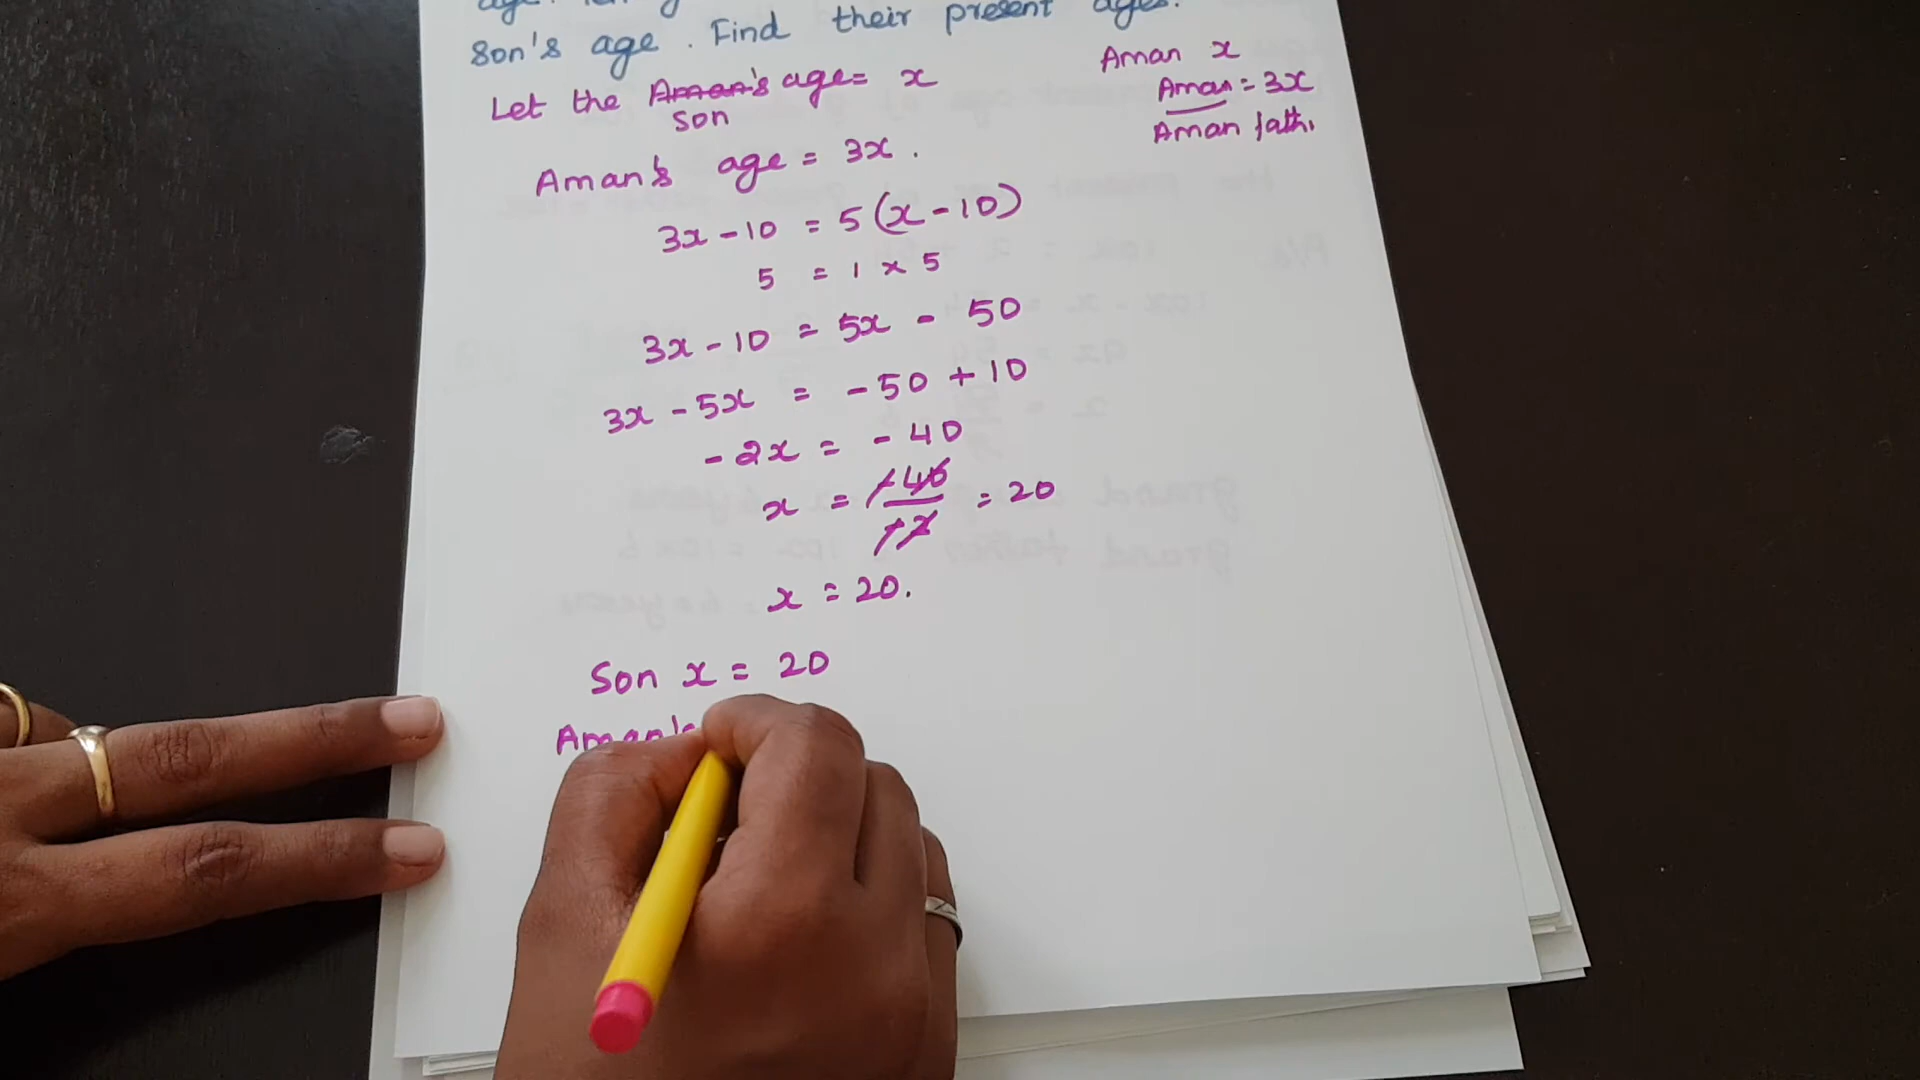 son's age. Find their present ages.
Let the Aman's age = x
son
Aman x
Aman = 3x
Aman fath.
Aman's age = 3x.
3x - 10 = 5 (x - 10)
5 = 1 x 5
3x - 10 = 5x - 50
3x - 5x = - 50 + 10
- 2x = - 40
x = -40/-2 = 20
x = 20.
Son x = 20
Aman's